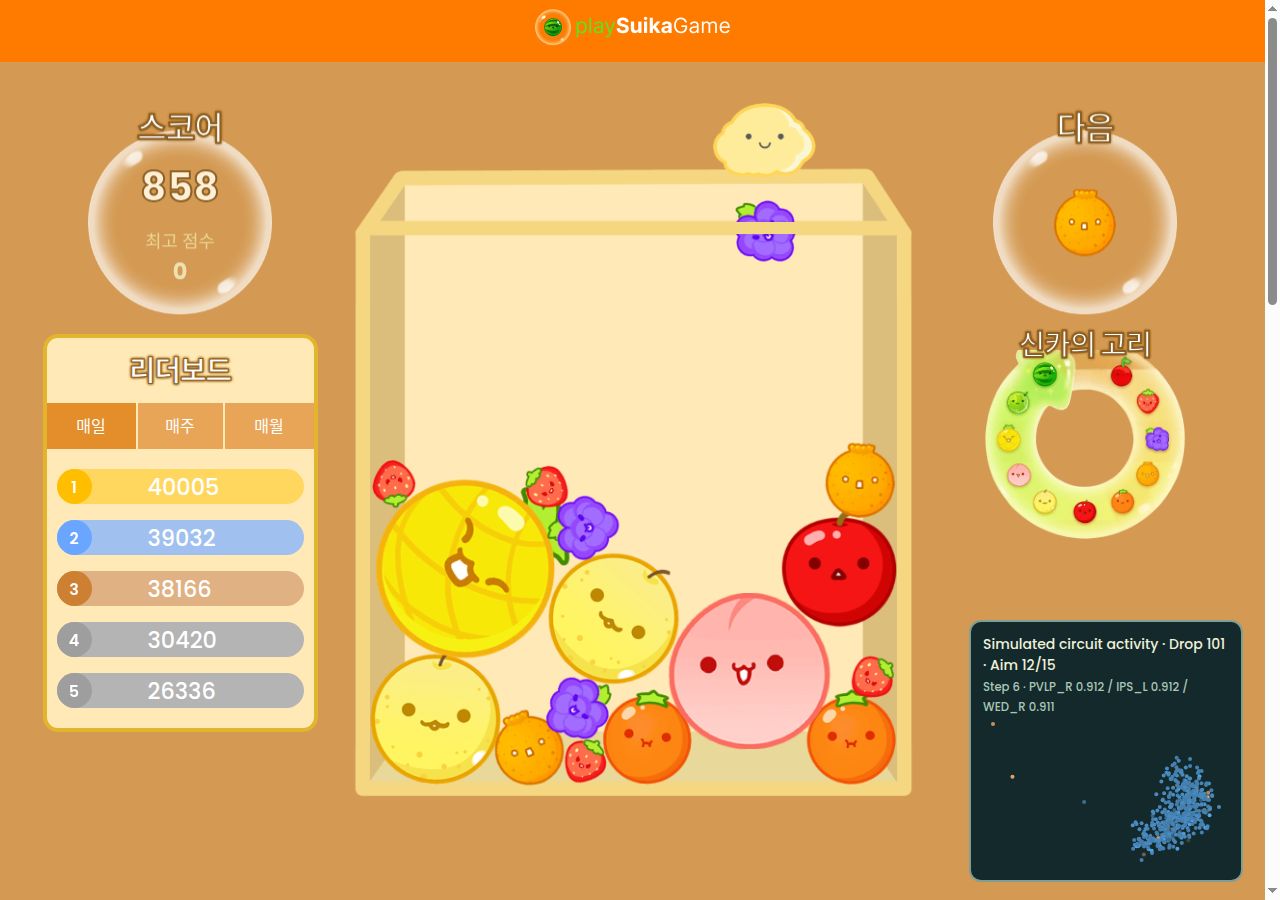 playSuikaGame
스코어
858
최고 점수
0
다음
신카의 고리
리더보드
매일
매주
매월
1
40005
2
39032
3
38166
4
30420
5
26336
Simulated circuit activity · Drop 101
· Aim 12/15
Step 6 · PVLP_R 0.912 / IPS_L 0.912 /
WED_R 0.911